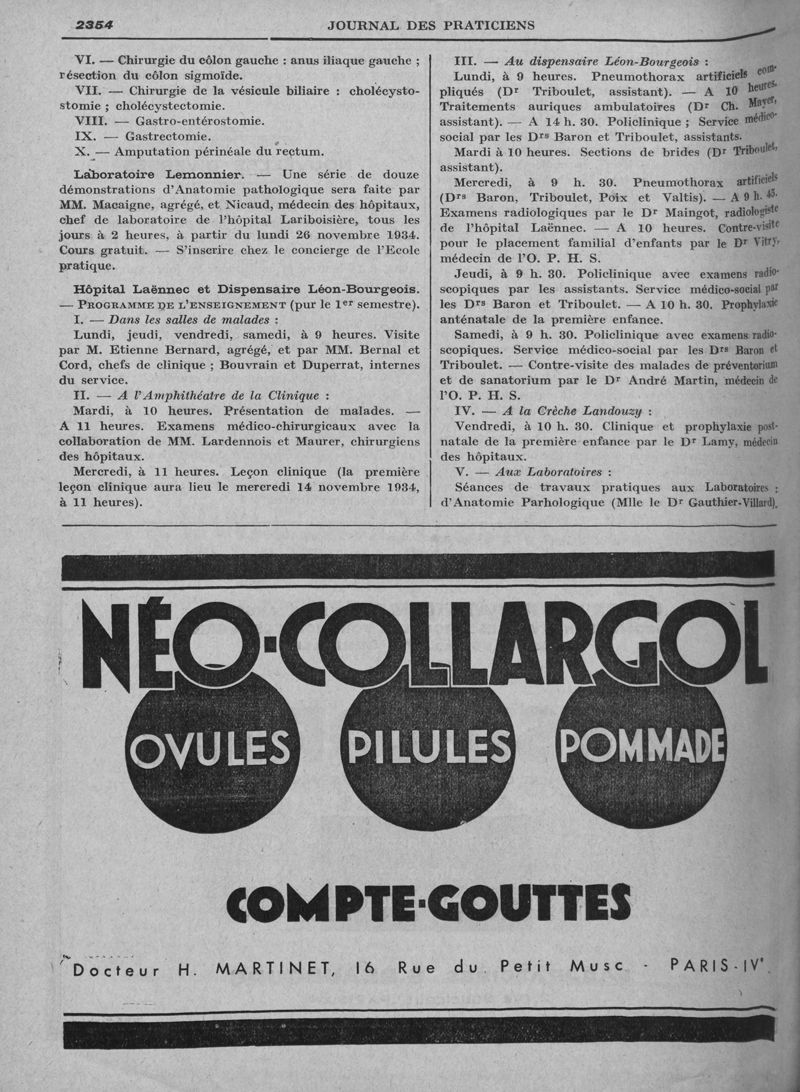 2354
JOURNAL DES PRATICIENS
VI. — Chirurgie du côlon gauche : anus iliaque gauche ;
résection du côlon sigmoïde.
VII. — Chirurgie de la vésicule biliaire : cholécysto-
stomie ; cholécystectomie.
VIII. — Gastro-entérostomie.
IX. — Gastrectomie.
X. — Amputation périnéale du rectum.
Laboratoire Lemonnier. — Une série de douze
démonstrations d'Anatomie pathologique sera faite par
MM. Macaigne, agrégé, et Nicaud, médecin des hôpitaux,
chef de laboratoire de l'hôpital Lariboisière, tous les
jours à 2 heures, à partir du lundi 26 novembre 1934.
Cours gratuit. — S'inscrire chez le concierge de l'Ecole
pratique.
Hôpital Laënnec et Dispensaire Léon-Bourgeois.
— PROGRAMME DE L'ENSEIGNEMENT (pur le 1er semestre).
I. — Dans les salles de malades :
Lundi, jeudi, vendredi, samedi, à 9 heures. Visite
par M. Etienne Bernard, agrégé, et par MM. Bernal et
Cord, chefs de clinique ; Bouvrain et Duperrat, internes
du service.
II. — A l'Amphithéatre de la Clinique :
Mardi, à 10 heures. Présentation de malades. —
A 11 heures. Examens médico-chirurgicaux avec la
collaboration de MM. Lardennois et Maurer, chirurgiens
des hôpitaux.
Mercredi, à 11 heures. Leçon clinique (la première
leçon clinique aura lieu le mercredi 14 novembre 1934,
à 11 heures).
III. — Au dispensaire Léon-Bourgeois :
Lundi, à 9 heures. Pneumothorax artificiels com-
pliqués (Dr Triboulet, assistant). — A 10 heures.
Traitements auriques ambulatoires (Dr Ch. Mayer,
assistant). — A 14 h. 30. Policlinique ; Service médico-
social par les Drs Baron et Triboulet, assistants.
Mardi à 10 heures. Sections de brides (Dr Triboulet,
assistant).
Mercredi, à 9 h. 30. Pneumothorax artificiels
(Drs Baron, Triboulet, Poix et Valtis). — A 9 h. 45.
Examens radiologiques par le Dr Maingot, radiologiste
de l'hôpital Laënnec. — A 10 heures. Contre-visite
pour le placement familial d'enfants par le Dr Vitry,
médecin de l'O. P. H. S.
Jeudi, à 9 h. 30. Policlinique avec examens radio-
scopiques par les assistants. Service médico-social par
les Drs Baron et Triboulet. — A 10 h. 30. Prophylaxie
anténatale de la première enfance.
Samedi, à 9 h. 30. Policlinique avec examens radio-
scopiques. Service médico-social par les Drs Baron et
Triboulet. — Contre-visite des malades de préventorium
et de sanatorium par le Dr André Martin, médecin de
l'O. P. H. S.
IV. — A la Crèche Landouzy :
Vendredi, à 10 h. 30. Clinique et prophylaxie post-
natale de la première enfance par le Dr Lamy, médecin
des hôpitaux.
V. — Aux Laboratoires :
Séances de travaux pratiques aux Laboratoires :
d'Anatomie Parhologique (Mlle le Dr Gauthier-Villard).
NÉO-COLLARGOL
OVULES
PILULES
POMMADE
COMPTE-GOUTTES
Docteur H. MARTINET, 16 Rue du Petit Musc - PARIS-IVe